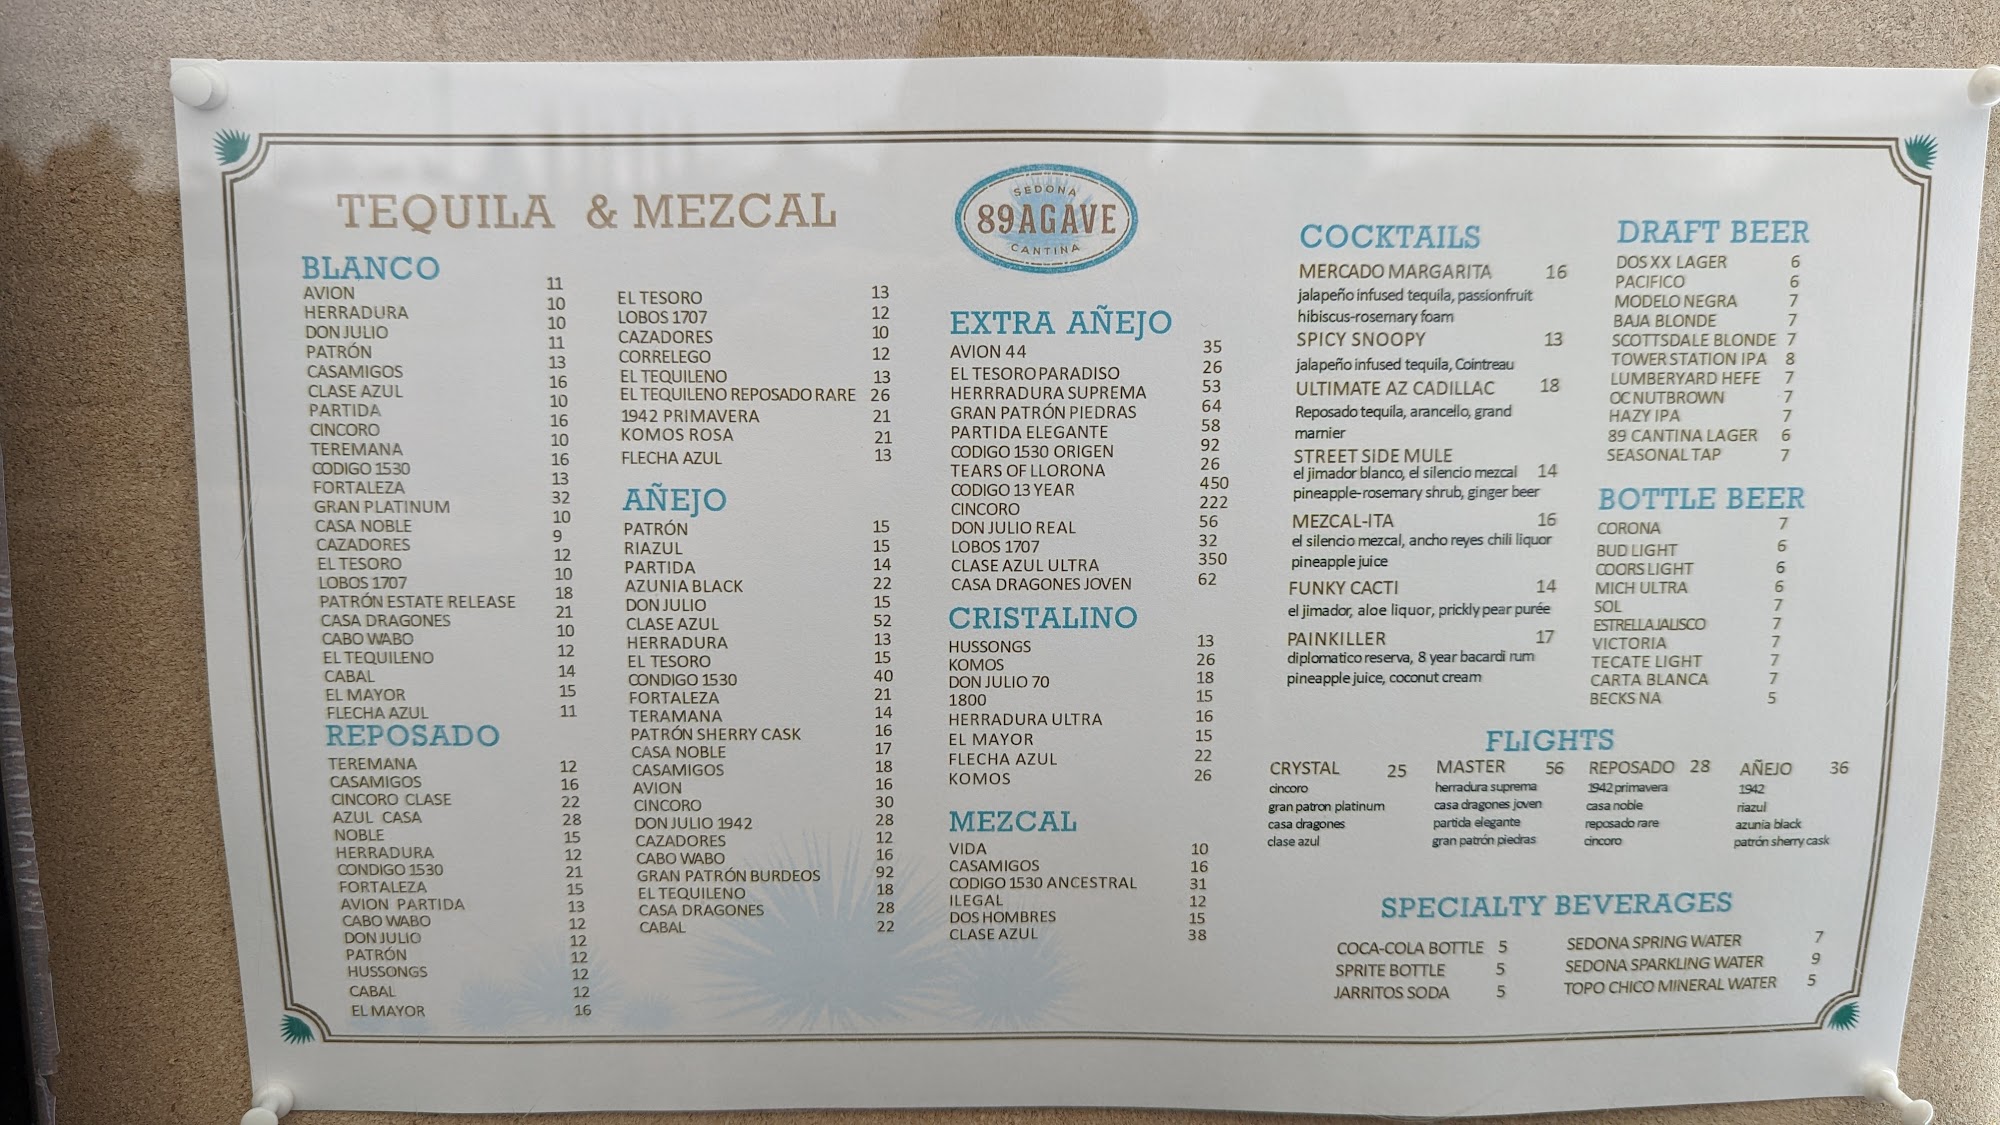 TEQUILA & MEZCAL
BLANCO
AVION 11
HERRADURA 10
DON JULIO 10
PATRÓN 11
CASAMIGOS 13
CLASE AZUL 16
PARTIDA 10
CINCORO 16
TEREMANA 10
CODIGO 1530 16
FORTALEZA 13
GRAN PLATINUM 32
CASA NOBLE 10
CAZADORES 9
EL TESORO 12
LOBOS 1707 10
PATRÓN ESTATE RELEASE 18
CASA DRAGONES 21
CABO WABO 10
EL TEQUILENO 12
CABAL 14
EL MAYOR 15
FLECHA AZUL 11
REPOSADO
TEREMANA 12
CASAMIGOS 16
CINCORO CLASE 22
AZUL CASA 28
NOBLE 15
HERRADURA 12
CONDIGO 1530 21
FORTALEZA 15
AVION PARTIDA 13
CABO WABO 12
DON JULIO 12
PATRÓN 12
HUSSONGS 12
CABAL 12
EL MAYOR 16
EL TESORO 13
LOBOS 1707 12
CAZADORES 10
CORRELEGO 12
EL TEQUILENO 13
EL TEQUILENO REPOSADO RARE 26
1942 PRIMAVERA 21
KOMOS ROSA 21
FLECHA AZUL 13
AÑEJO
PATRÓN 15
RIAZUL 15
PARTIDA 14
AZUNIA BLACK 22
DON JULIO 15
CLASE AZUL 52
HERRADURA 13
EL TESORO 15
CONDIGO 1530 40
FORTALEZA 21
TERAMANA 14
PATRÓN SHERRY CASK 16
CASA NOBLE 17
CASAMIGOS 18
AVION 16
CINCORO 30
DON JULIO 1942 28
CAZADORES 12
CABO WABO 16
GRAN PATRÓN BURDEOS 92
EL TEQUILENO 18
CASA DRAGONES 28
CABAL 22
SEDONA
89AGAVE
CANTINA
EXTRA AÑEJO
AVION 44 35
EL TESORO PARADISO 26
HERRRADURA SUPREMA 53
GRAN PATRÓN PIEDRAS 64
PARTIDA ELEGANTE 58
CODIGO 1530 ORIGEN 92
TEARS OF LLORONA 26
CODIGO 13 YEAR 450
CINCORO 222
DON JULIO REAL 56
LOBOS 1707 32
CLASE AZUL ULTRA 350
CASA DRAGONES JOVEN 62
CRISTALINO
HUSSONGS 13
KOMOS 26
DON JULIO 70 18
1800 15
HERRADURA ULTRA 16
EL MAYOR 15
FLECHA AZUL 22
KOMOS 26
MEZCAL
VIDA 10
CASAMIGOS 16
CODIGO 1530 ANCESTRAL 31
ILEGAL 12
DOS HOMBRES 15
CLASE AZUL 38
COCKTAILS
MERCADO MARGARITA 16
jalapeño infused tequila, passionfruit
hibiscus-rosemary foam
SPICY SNOOPY 13
jalapeño infused tequila, Cointreau
ULTIMATE AZ CADILLAC 18
Reposado tequila, arancello, grand
marnier
STREET SIDE MULE
el jimador blanco, el silencio mezcal 14
pineapple-rosemary shrub, ginger beer
MEZCAL-ITA 16
el silencio mezcal, ancho reyes chili liquor
pineapple juice
FUNKY CACTI 14
el jimador, aloe liquor, prickly pear purée
PAINKILLER 17
diplomatico reserva, 8 year bacardi rum
pineapple juice, coconut cream
DRAFT BEER
DOS XX LAGER 6
PACIFICO 6
MODELO NEGRA 7
BAJA BLONDE 7
SCOTTSDALE BLONDE 7
TOWER STATION IPA 8
LUMBERYARD HEFE 7
OC NUTBROWN 7
HAZY IPA 7
89 CANTINA LAGER 6
SEASONAL TAP 7
BOTTLE BEER
CORONA 7
BUD LIGHT 6
COORS LIGHT 6
MICH ULTRA 6
SOL 7
ESTRELLA JALISCO 7
VICTORIA 7
TECATE LIGHT 7
CARTA BLANCA 7
BECKS NA 5
FLIGHTS
CRYSTAL 25
cincoro
gran patron platinum
casa dragones
clase azul
MASTER 56
herradura suprema
casa dragones joven
partida elegante
gran patrón piedras
REPOSADO 28
1942 primavera
casa noble
reposado rare
cincoro
AÑEJO 36
1942
riazul
azunia black
patrón sherry cask
SPECIALTY BEVERAGES
COCA-COLA BOTTLE 5
SPRITE BOTTLE 5
JARRITOS SODA 5
SEDONA SPRING WATER 7
SEDONA SPARKLING WATER 9
TOPO CHICO MINERAL WATER 5